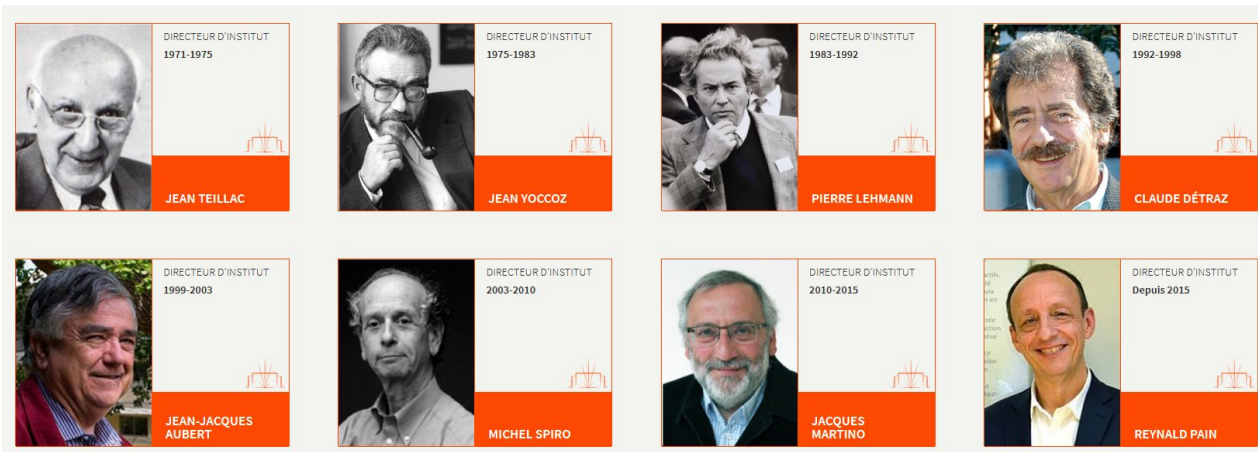 DIRECTEUR D'INSTITUT
1971-1975
JEAN TEILLAC
DIRECTEUR D'INSTITUT
1975-1983
JEAN YOCCOZ
DIRECTEUR D'INSTITUT
1983-1992
PIERRE LEHMANN
DIRECTEUR D'INSTITUT
1992-1998
CLAUDE DÉTRAZ
DIRECTEUR D'INSTITUT
1999-2003
JEAN-JACQUES
AUBERT
DIRECTEUR D'INSTITUT
2003-2010
MICHEL SPIRO
DIRECTEUR D'INSTITUT
2010-2015
JACQUES
MARTINO
DIRECTEUR D'INSTITUT
Depuis 2015
REYNALD PAIN